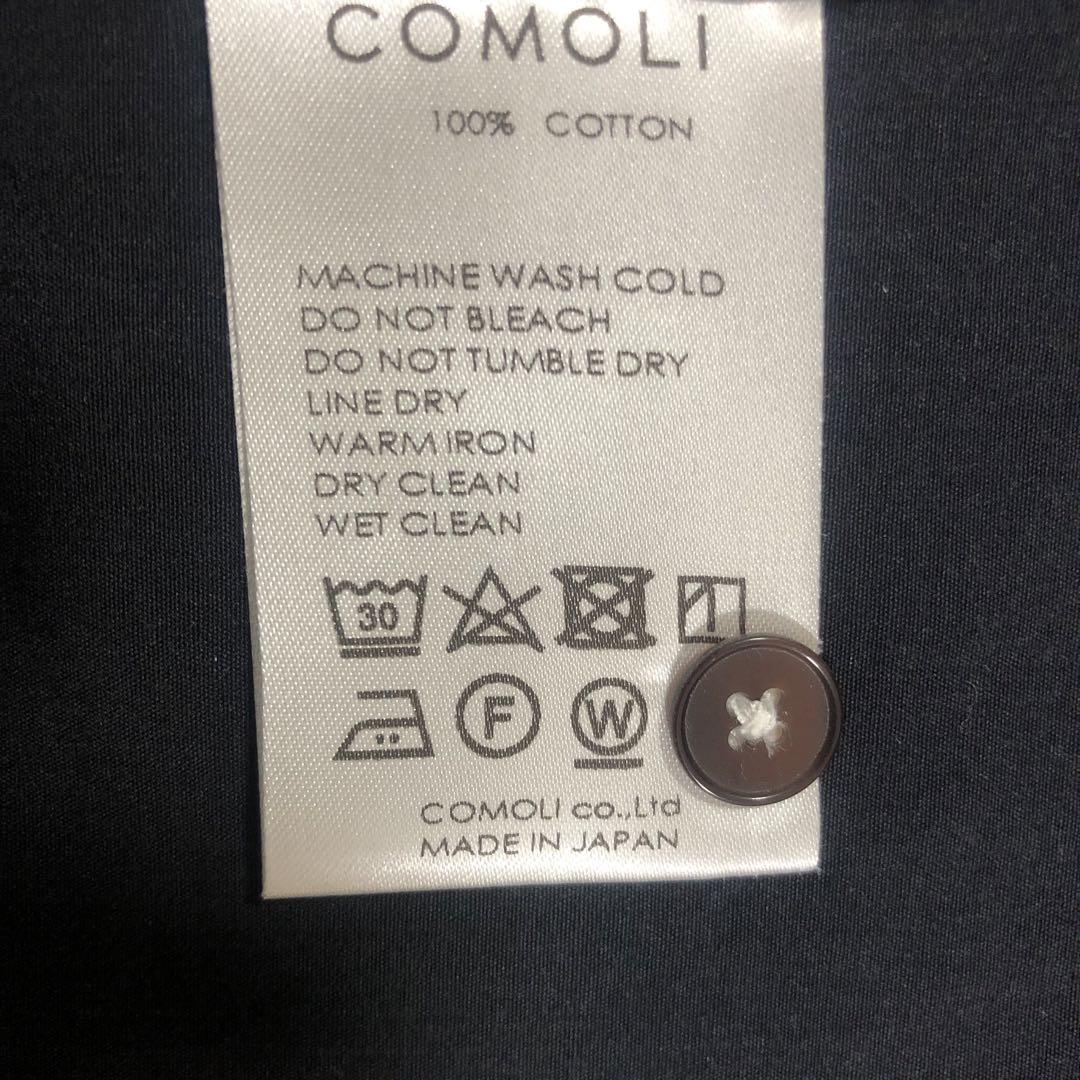 COMOLI
100% COTTON
MACHINE WASH COLD
DO NOT BLEACH
DO NOT TUMBLE DRY
LINE DRY
WARM IRON
DRY CLEAN
WET CLEAN
30
F W
COMOLI co.,Ltd
MADE IN JAPAN